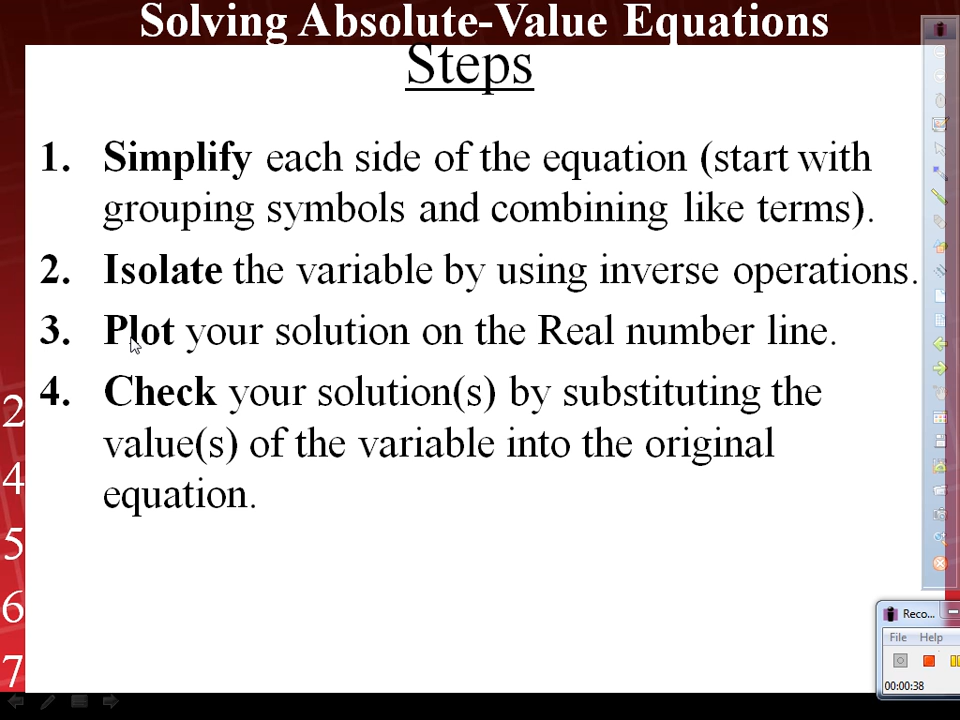 Solving Absolute-Value Equations
Steps
1. Simplify each side of the equation (start with
grouping symbols and combining like terms).
2. Isolate the variable by using inverse operations.
3. Plot your solution on the Real number line.
4. Check your solution(s) by substituting the
value(s) of the variable into the original
equation.
2
4
5
6
7
Reco...
File Help
00:00:38